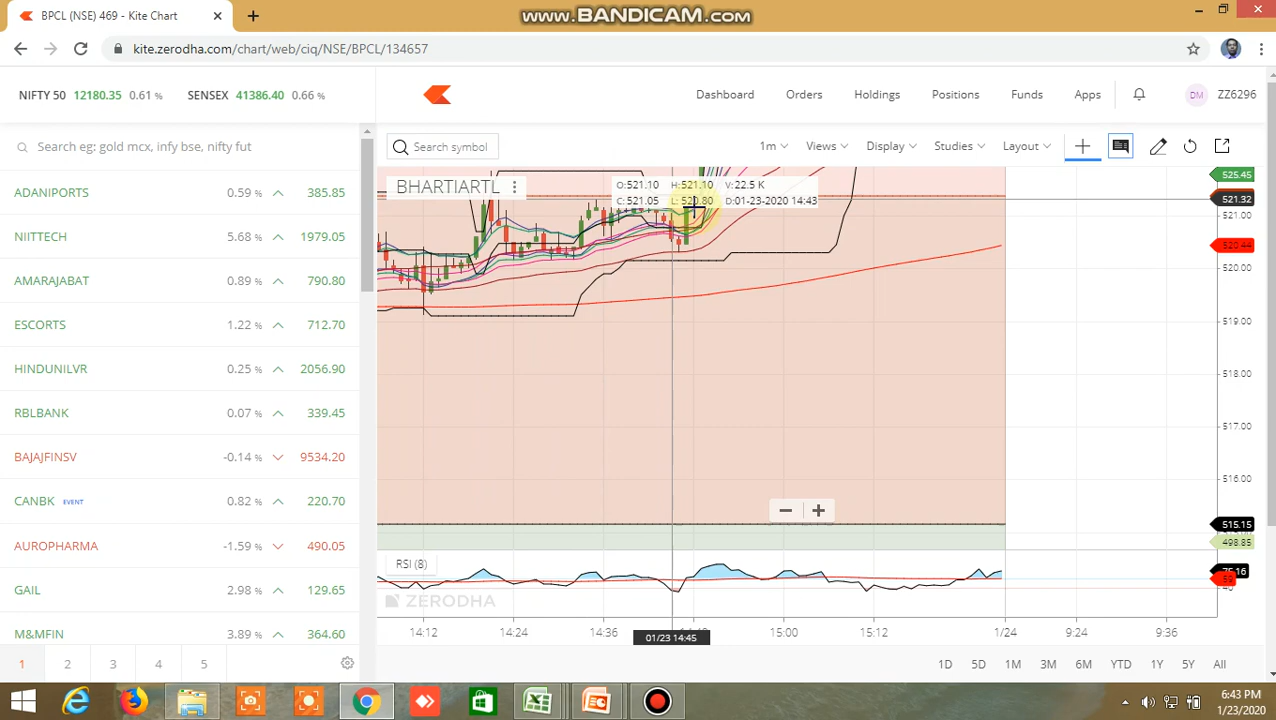 BPCL (NSE) 469 - Kite Chart
WWW.BANDICAM.COM
kite.zerodha.com/chart/web/ciq/NSE/BPCL/134657
NIFTY 50 12180.35 0.61 % SENSEX 41386.40 0.66 %
Dashboard Orders Holdings Positions Funds Apps DM ZZ6296
Search eg: gold mcx, infy bse, nifty fut
Search symbol 1m Views Display Studies Layout
ADANIPORTS 0.59 % 385.85
NIITTECH 5.68 % 1979.05
AMARAJABAT 0.89 % 790.80
ESCORTS 1.22 % 712.70
HINDUNILVR 0.25 % 2056.90
RBLBANK 0.07 % 339.45
BAJAJFINSV -0.14 % 9534.20
CANBK EVENT 0.82 % 220.70
AUROPHARMA -1.59 % 490.05
GAIL 2.98 % 129.65
M&MFIN 3.89 % 364.60
1 2 3 4 5
BHARTIARTL
O:521.10 H:521.10 V:22.5 K
C:521.05 L:520.80 D:01-23-2020 14:43
525.45
521.32
521.00
520.44
520.00
519.00
518.00
517.00
516.00
515.15
498.85
RSI (8)
75.16
59
40
ZERODHA
14:12 14:24 14:36 15:00 15:12 1/24 9:24 9:36
01/23 14:45
1D 5D 1M 3M 6M YTD 1Y 5Y All
6:43 PM
1/23/2020